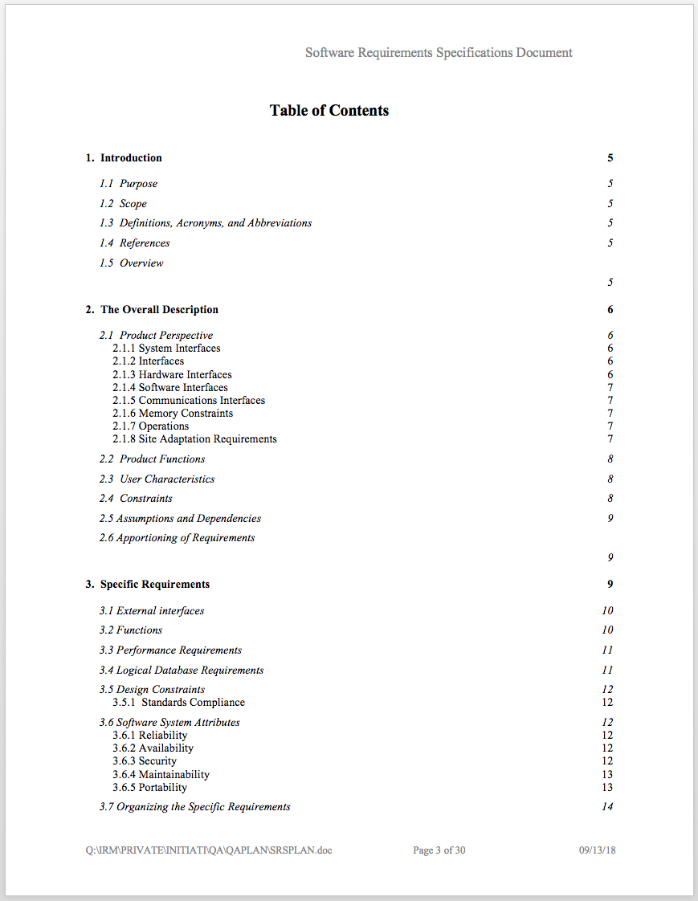 Software Requirements Specifications Document
Table of Contents
1. Introduction 5
1.1 Purpose 5
1.2 Scope 5
1.3 Definitions, Acronyms, and Abbreviations 5
1.4 References 5
1.5 Overview
5
2. The Overall Description 6
2.1 Product Perspective 6
2.1.1 System Interfaces 6
2.1.2 Interfaces 6
2.1.3 Hardware Interfaces 6
2.1.4 Software Interfaces 7
2.1.5 Communications Interfaces 7
2.1.6 Memory Constraints 7
2.1.7 Operations 7
2.1.8 Site Adaptation Requirements 7
2.2 Product Functions 8
2.3 User Characteristics 8
2.4 Constraints 8
2.5 Assumptions and Dependencies 9
2.6 Apportioning of Requirements
9
3. Specific Requirements 9
3.1 External interfaces 10
3.2 Functions 10
3.3 Performance Requirements 11
3.4 Logical Database Requirements 11
3.5 Design Constraints 12
3.5.1 Standards Compliance 12
3.6 Software System Attributes 12
3.6.1 Reliability 12
3.6.2 Availability 12
3.6.3 Security 12
3.6.4 Maintainability 13
3.6.5 Portability 13
3.7 Organizing the Specific Requirements 14
Q:\IRM\PRIVATE\INITIATI\QA\QAPLAN\SRSPLAN.doc Page 3 of 30 09/13/18